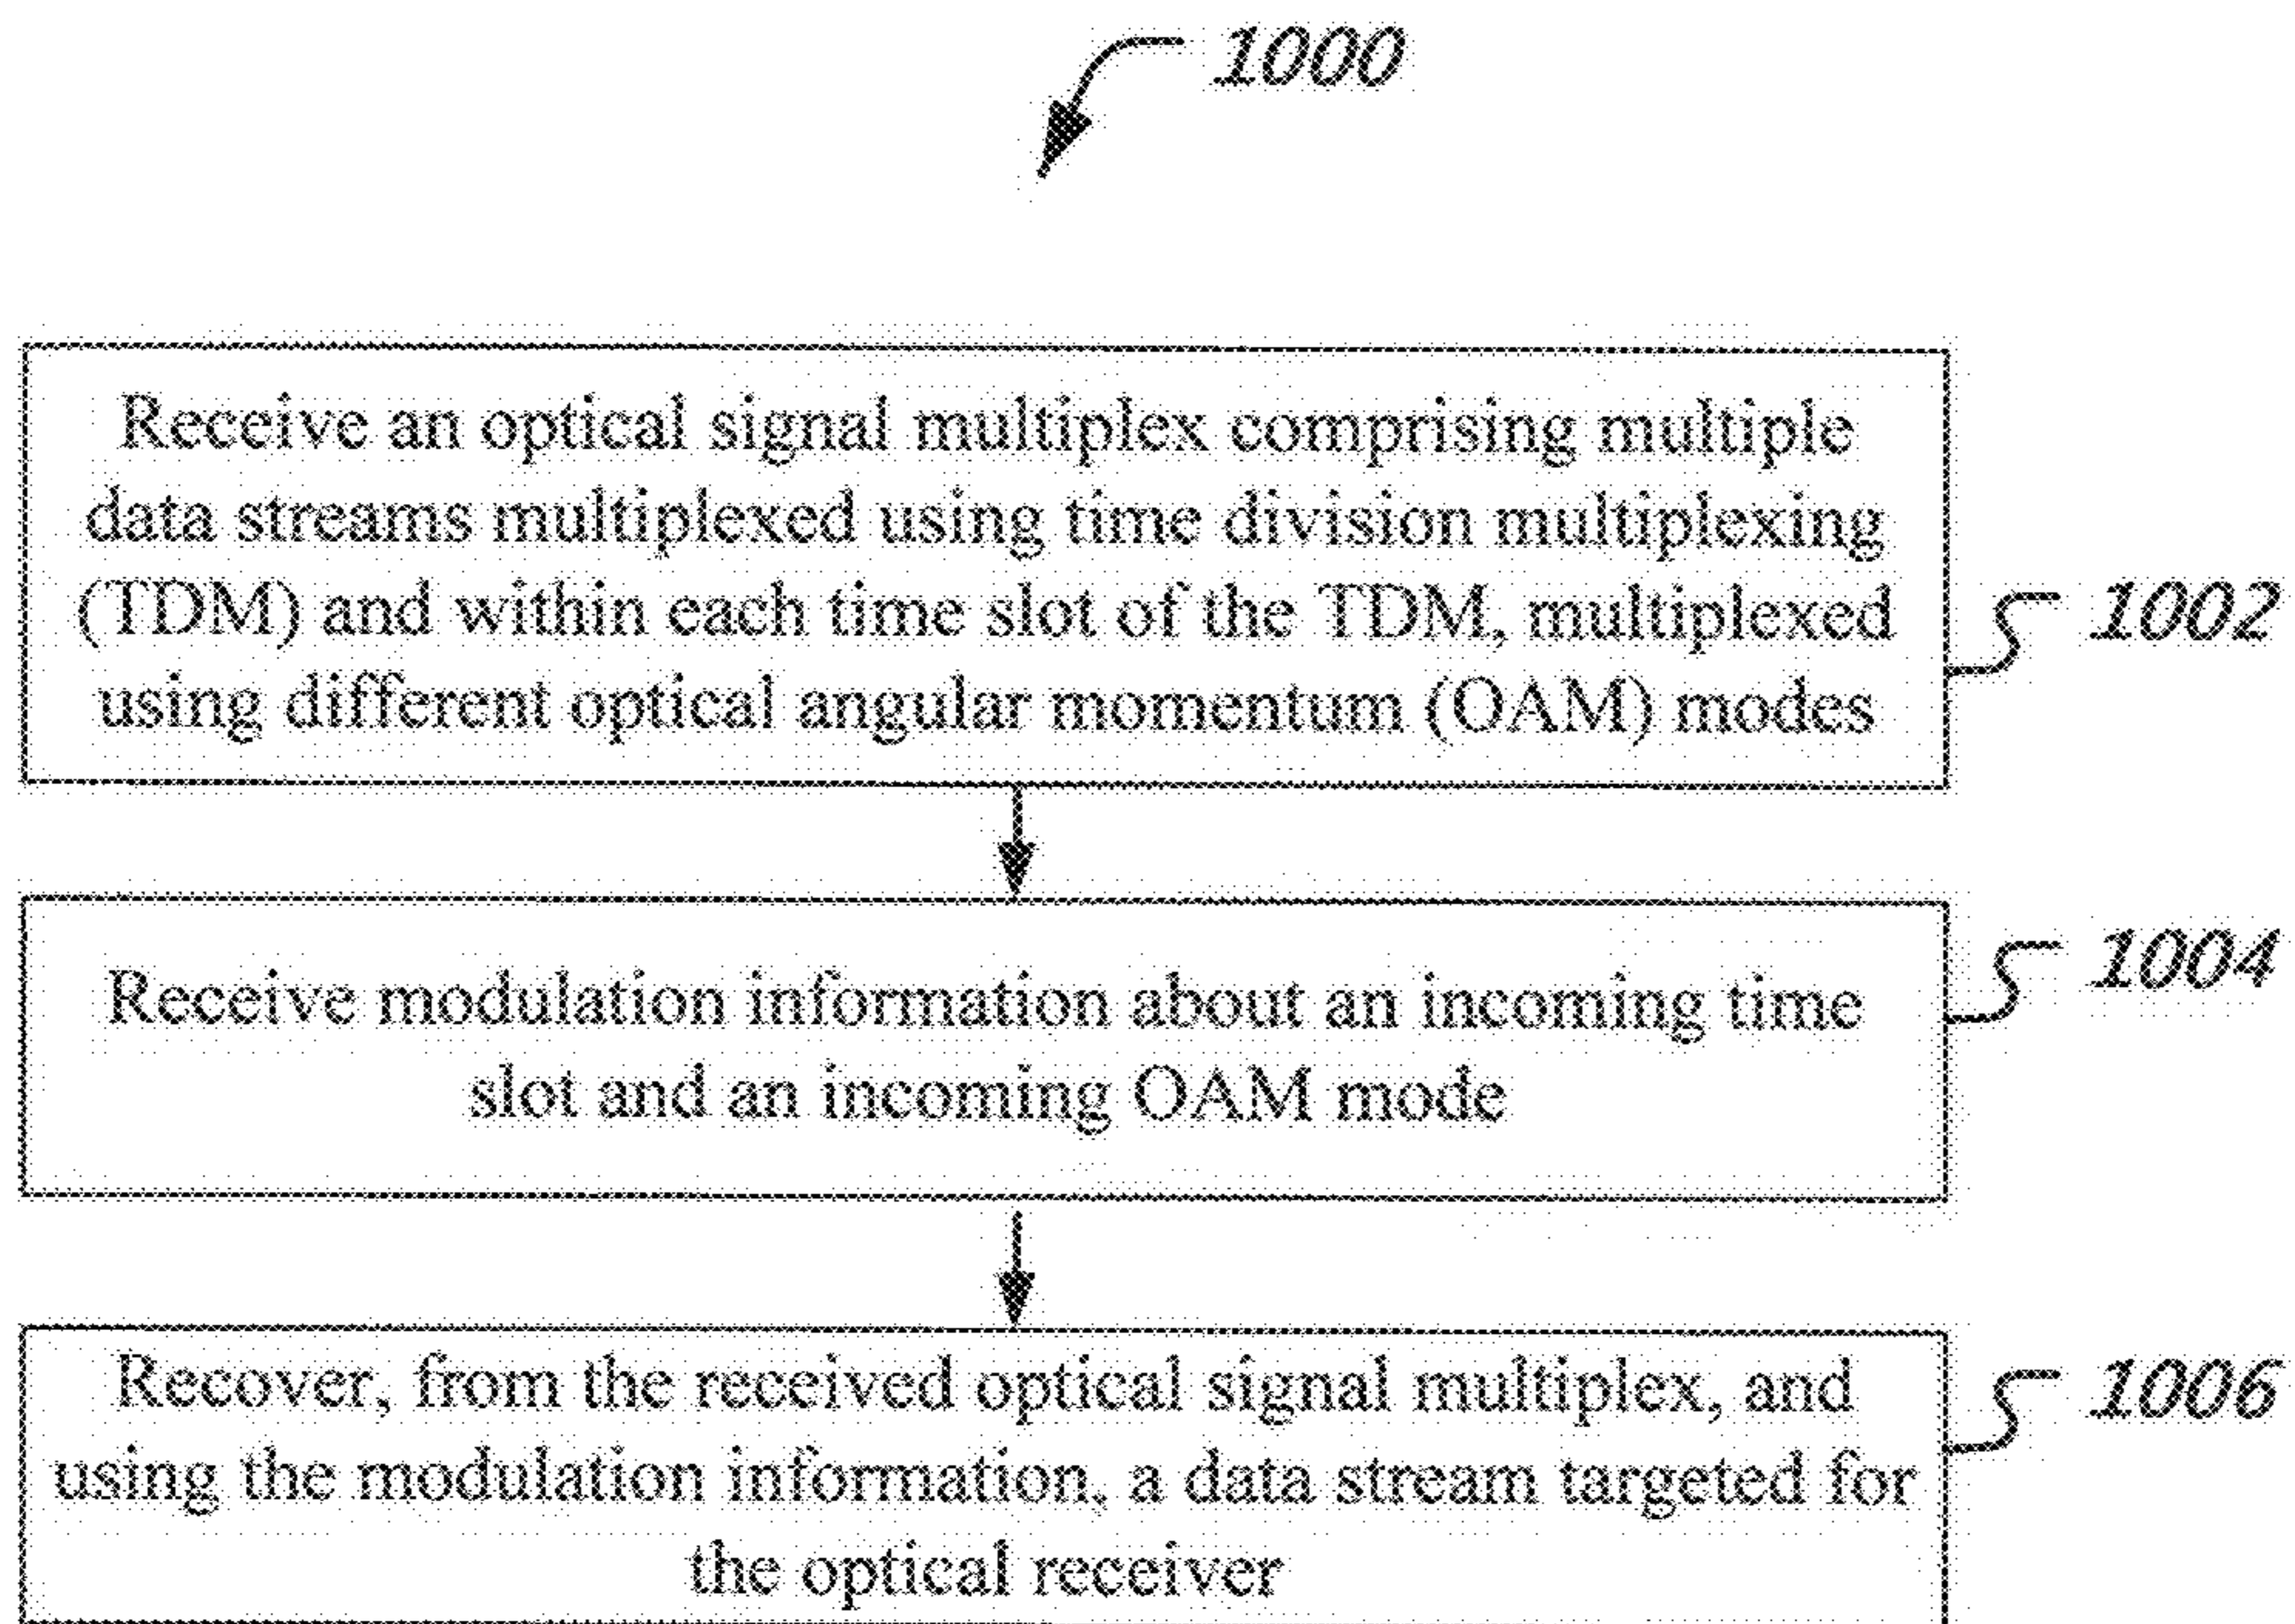 1000
Receive an optical signal multiplex comprising multiple
data streams multiplexed using time division multiplexing
(TDM) and within each time slot of the TDM, multiplexed
using different optical angular momentum (OAM) modes
1002
Receive modulation information about an incoming time
slot and an incoming OAM mode
1004
Recover, from the received optical signal multiplex, and
using the modulation information, a data stream targeted for
the optical receiver
1006